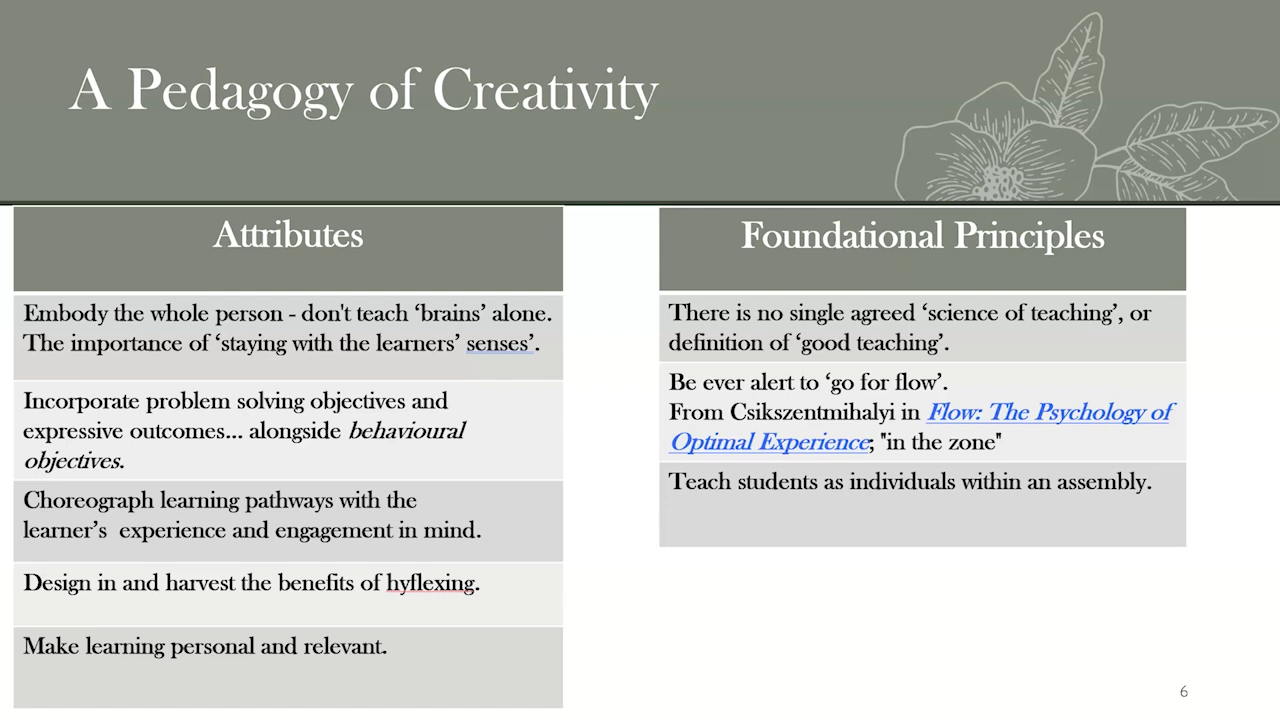 A Pedagogy of Creativity
Attributes
Embody the whole person - don't teach ‘brains’ alone.
The importance of ‘staying with the learners’ senses’.
Incorporate problem solving objectives and
expressive outcomes... alongside behavioural
objectives.
Choreograph learning pathways with the
learner’s  experience and engagement in mind.
Design in and harvest the benefits of hyflexing.
Make learning personal and relevant.
Foundational Principles
There is no single agreed ‘science of teaching’, or
definition of ‘good teaching’.
Be ever alert to ‘go for flow’.
From Csikszentmihalyi in Flow: The Psychology of
Optimal Experience; "in the zone"
Teach students as individuals within an assembly.
6